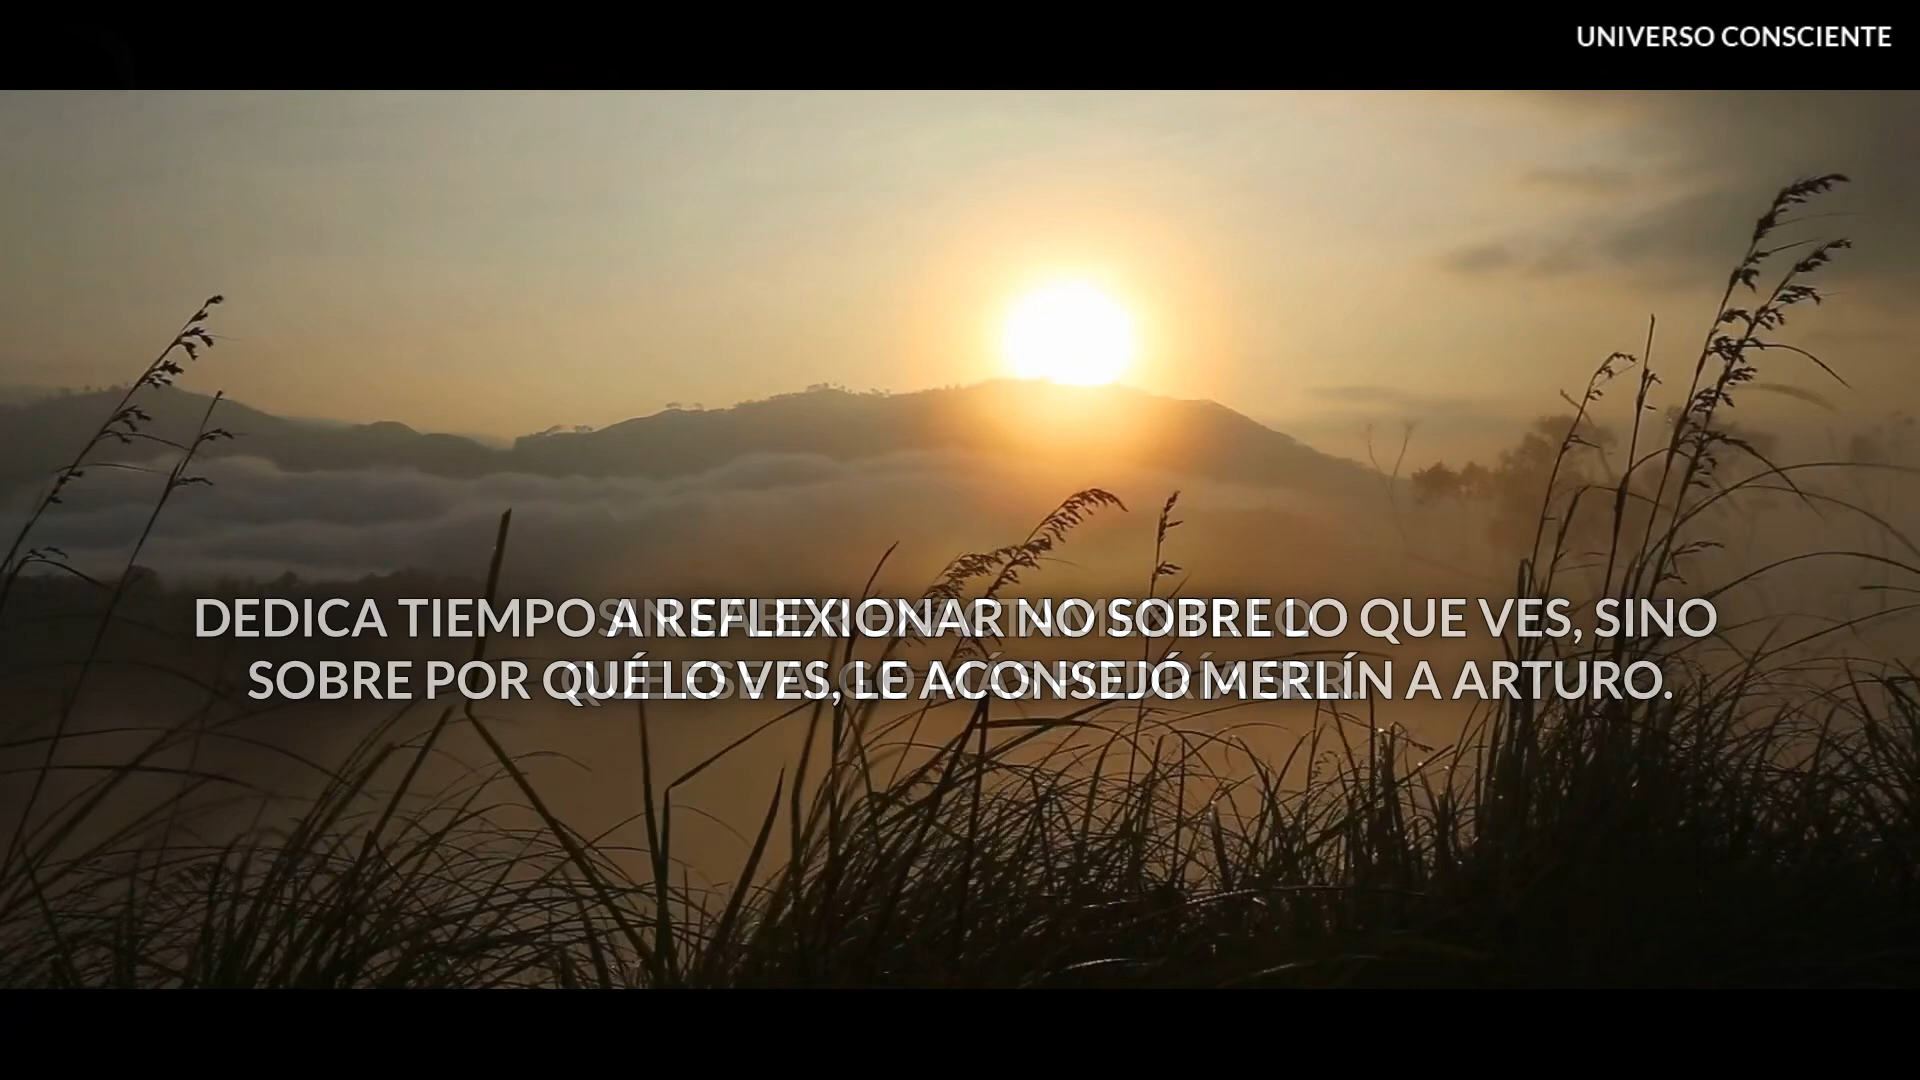 UNIVERSO CONSCIENTE
DEDICA TIEMPO A REFLEXIONAR NO SOBRE LO QUE VES, SINO
SOBRE POR QUÉ LO VES, LE ACONSEJÓ MERLÍN A ARTURO.